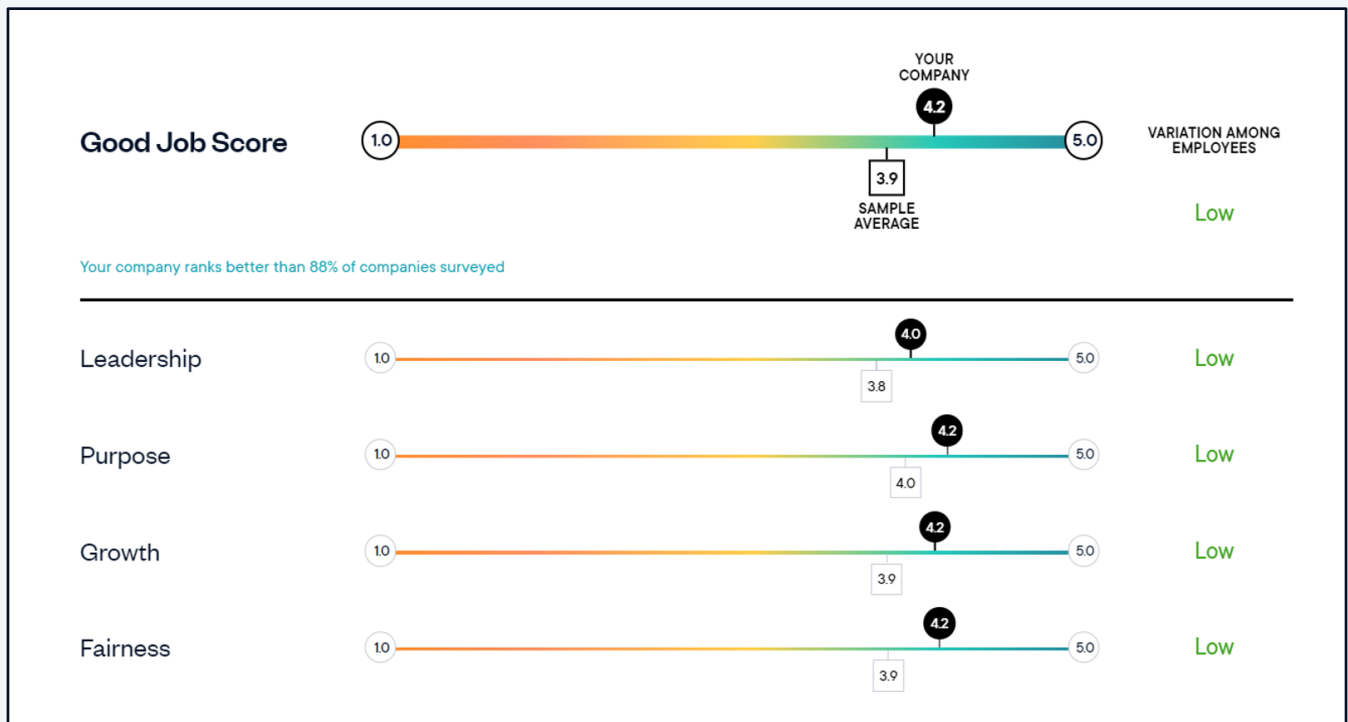 YOUR
COMPANY
4.2
Good Job Score
1.0
5.0
VARIATION AMONG
EMPLOYEES
3.9
SAMPLE
AVERAGE
Low
Your company ranks better than 88% of companies surveyed
4.0
Leadership
1.0
5.0
Low
3.8
4.2
Purpose
1.0
5.0
Low
4.0
4.2
Growth
1.0
5.0
Low
3.9
4.2
Fairness
1.0
5.0
Low
3.9